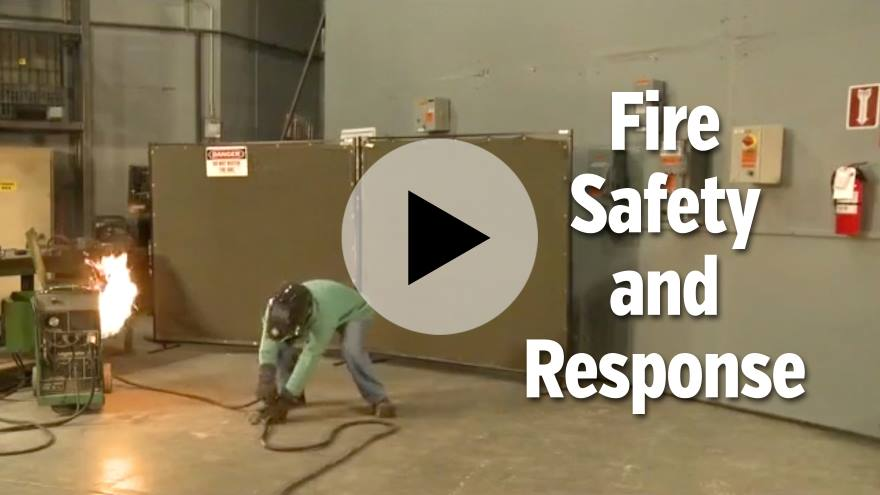 Fire
Safety
and
Response
DANGER